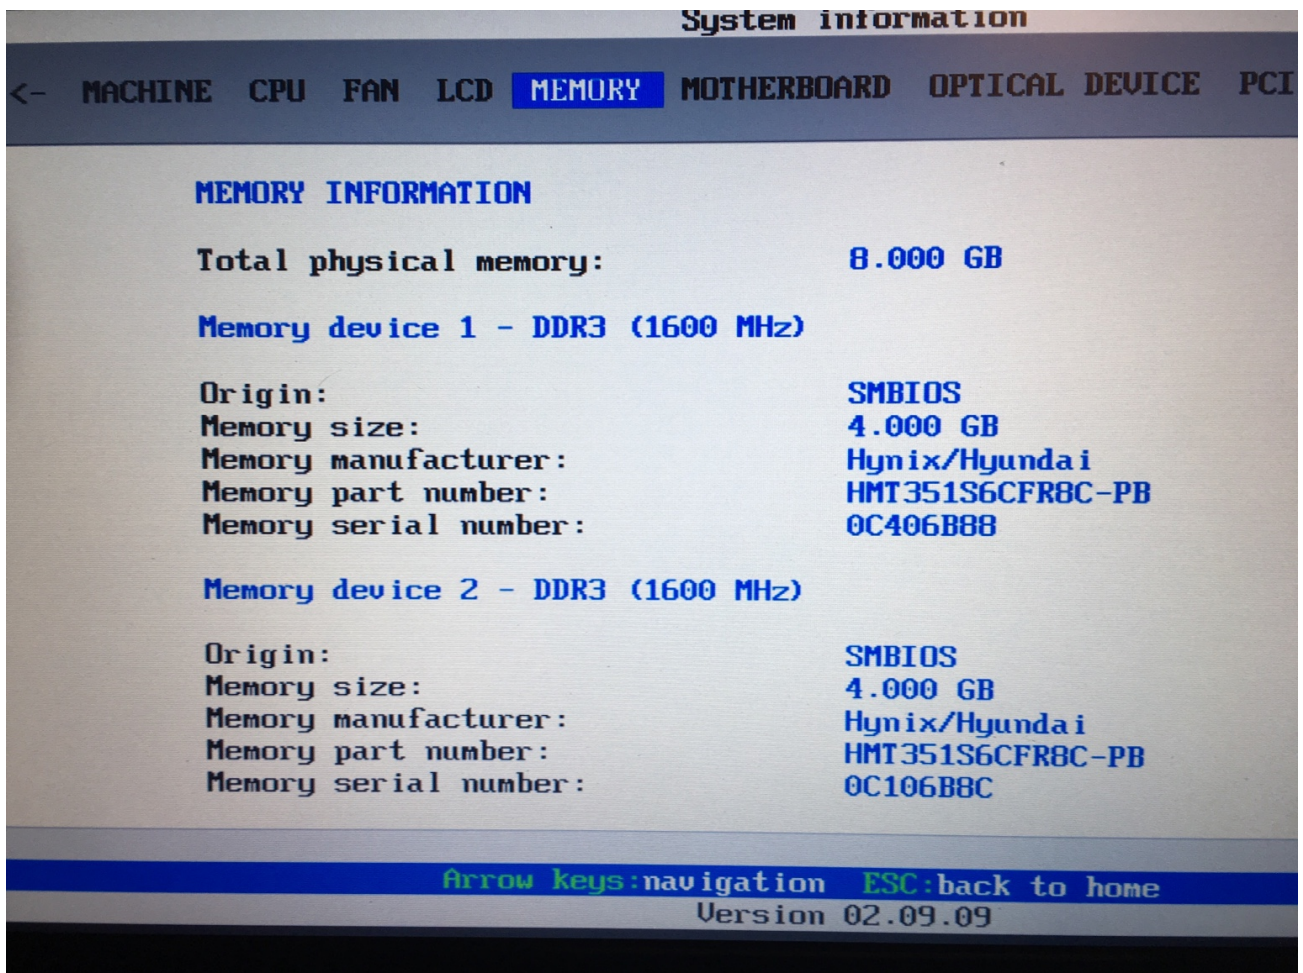 System information
<- MACHINE CPU FAN LCD MEMORY MOTHERBOARD OPTICAL DEVICE PCI
MEMORY INFORMATION
Total physical memory: 8.000 GB
Memory device 1 - DDR3 (1600 MHz)
Origin: SMBIOS
Memory size: 4.000 GB
Memory manufacturer: Hynix/Hyundai
Memory part number: HMT351S6CFR8C-PB
Memory serial number: 0C406B88
Memory device 2 - DDR3 (1600 MHz)
Origin: SMBIOS
Memory size: 4.000 GB
Memory manufacturer: Hynix/Hyundai
Memory part number: HMT351S6CFR8C-PB
Memory serial number: 0C106B8C
Arrow keys:navigation ESC:back to home
Version 02.09.09